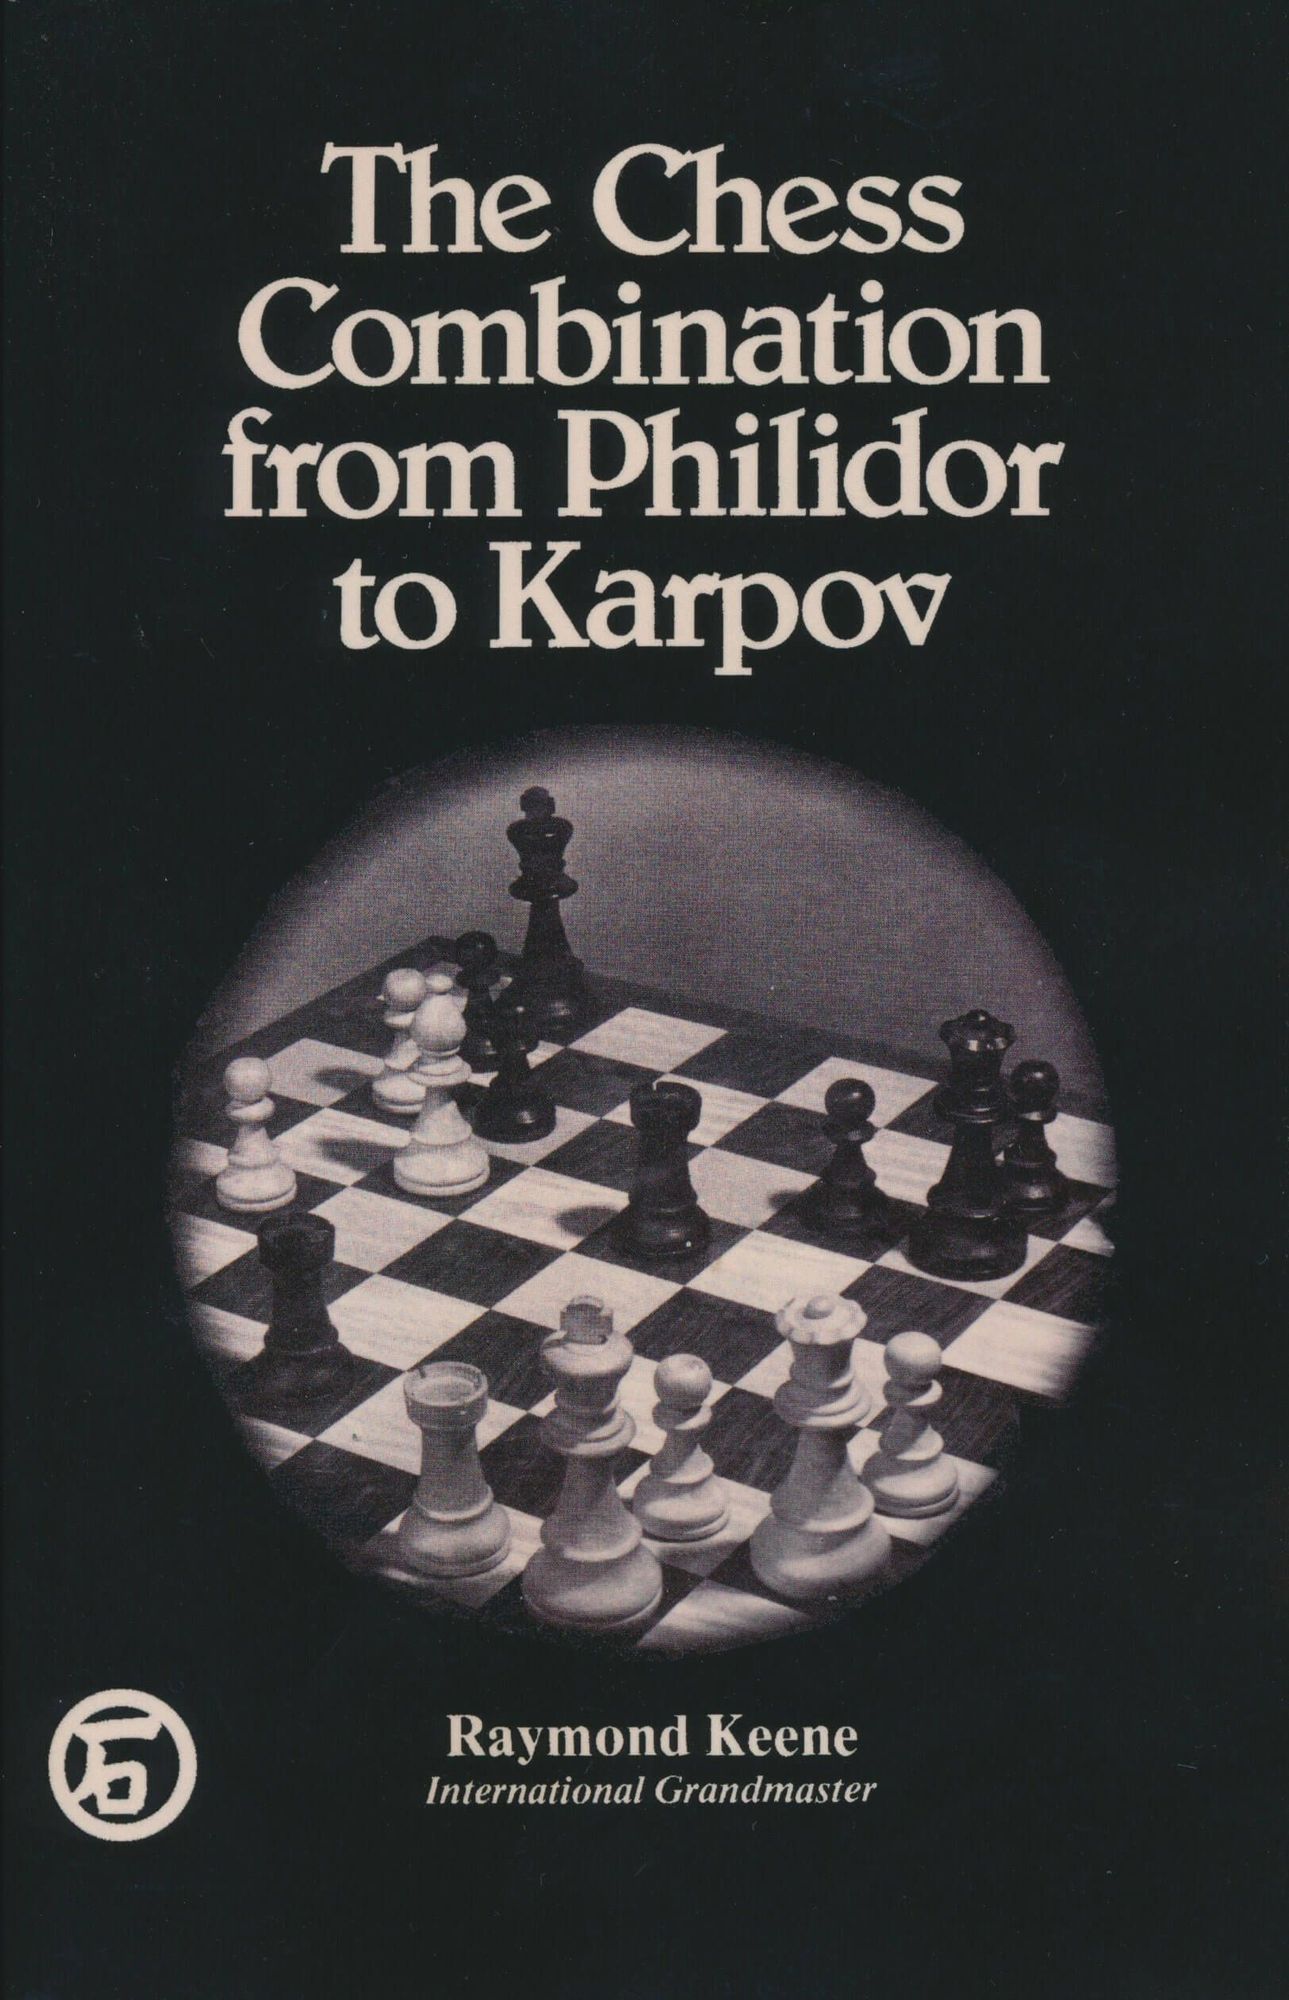 The Chess
Combination
from Philidor
to Karpov
Raymond Keene
International Grandmaster